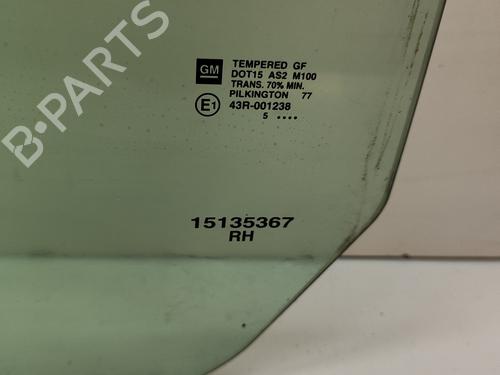 B-PARTS
GM
TEMPERED GF
DOT15 AS2 M100
TRANS. 70% MIN.
PILKINGTON 77
E1 43R-001238
5 ....
15135367
RH